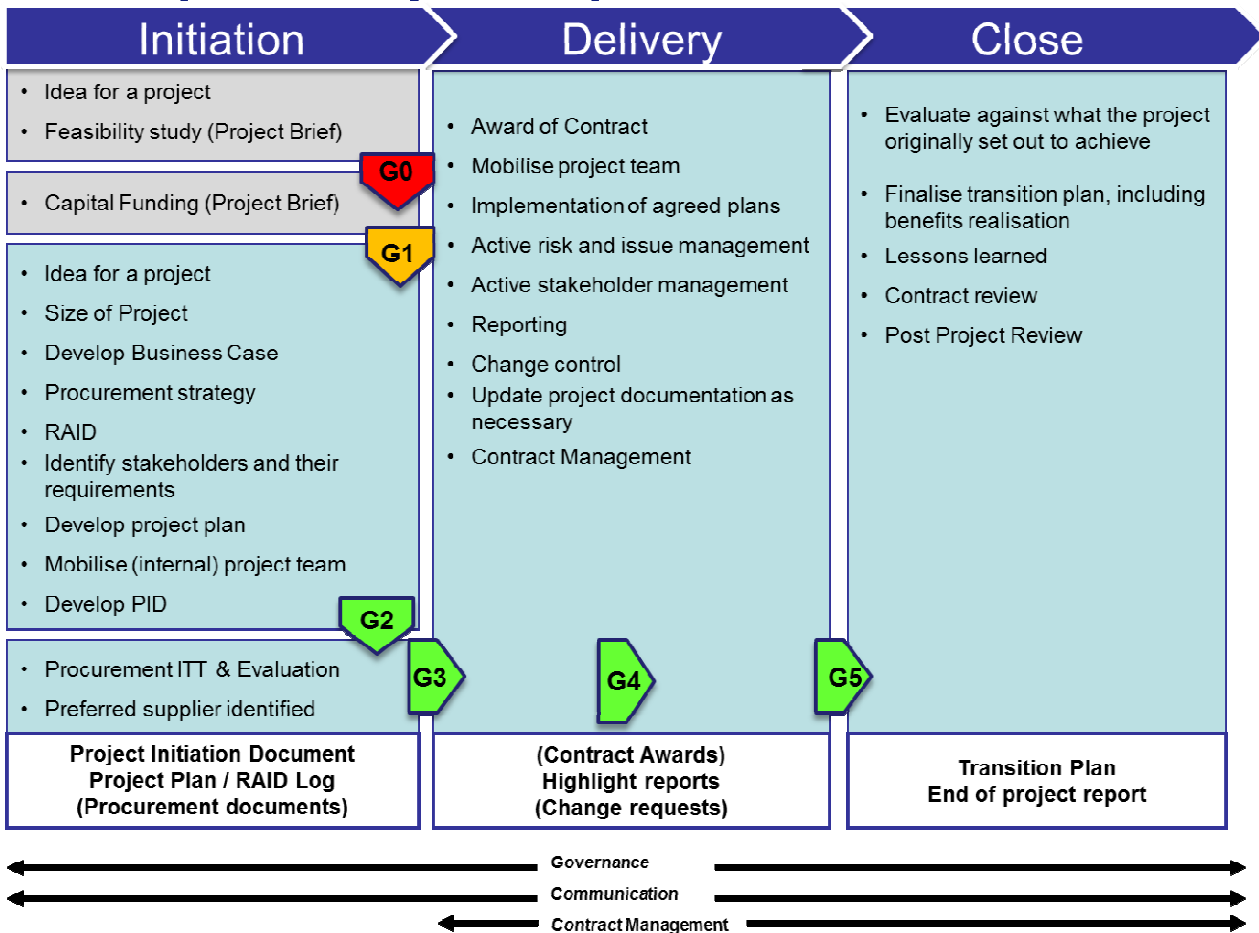 Initiation
Delivery
Close
• Idea for a project
• Feasibility study (Project Brief)
G0
• Capital Funding (Project Brief)
G1
• Idea for a project
• Size of Project
• Develop Business Case
• Procurement strategy
• RAID
• Identify stakeholders and their
requirements
• Develop project plan
• Mobilise (internal) project team
• Develop PID
G2
• Procurement ITT & Evaluation
• Preferred supplier identified
G3
Project Initiation Document
Project Plan / RAID Log
(Procurement documents)
• Award of Contract
• Mobilise project team
• Implementation of agreed plans
• Active risk and issue management
• Active stakeholder management
• Reporting
• Change control
• Update project documentation as
necessary
• Contract Management
G4
G5
(Contract Awards)
Highlight reports
(Change requests)
• Evaluate against what the project
originally set out to achieve
• Finalise transition plan, including
benefits realisation
• Lessons learned
• Contract review
• Post Project Review
Transition Plan
End of project report
Governance
Communication
Contract Management